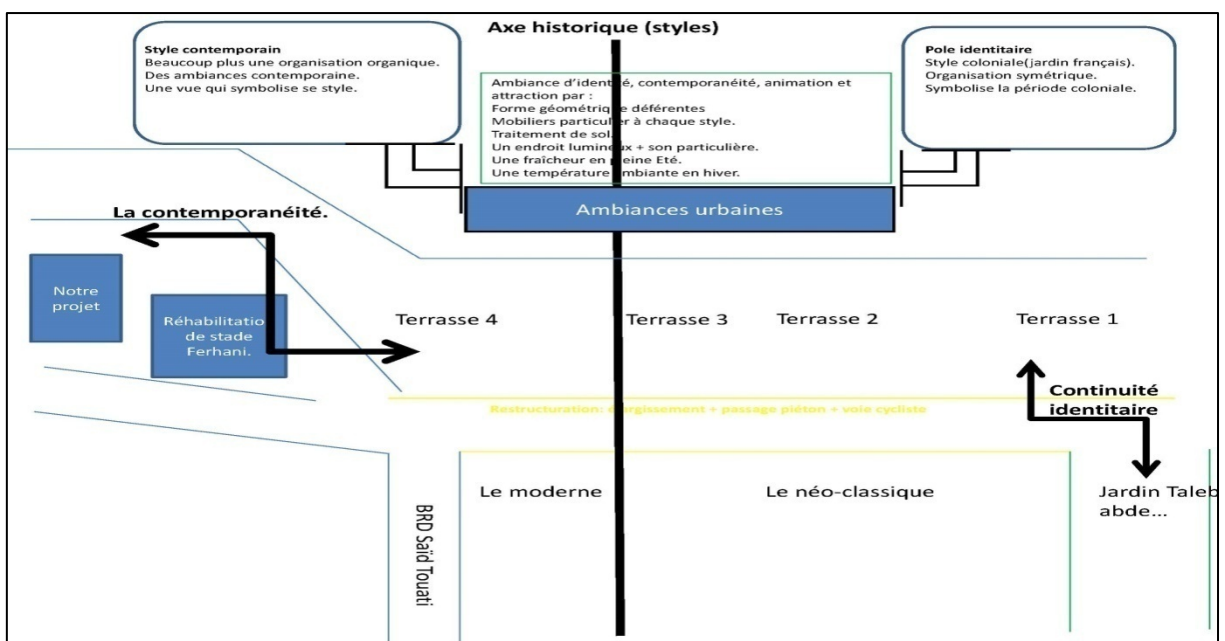 Axe historique (styles)
Style contemporain
Beaucoup plus une organisation organique.
Des ambiances contemporaine.
Une vue qui symbolise se style.
Ambiance d'identité, contemporanéité, animation et
attraction par :
Forme géométrique déférentes
Mobiliers particulier à chaque style.
Traitement de sol.
Un endroit lumineux + son particulière.
Une fraîcheur en pleine Eté.
Une température ambiante en hiver.
Pole identitaire
Style coloniale(jardin français).
Organisation symétrique.
Symbolise la période coloniale.
Ambiances urbaines
La contemporanéité.
Notre
projet
Réhabilitatio
de stade
Ferhani.
Terrasse 4
Terrasse 3
Terrasse 2
Terrasse 1
Restructuration: élargissement + passage piéton + voie cycliste
Continuité
identitaire
Le moderne
Le néo-classique
Jardin Taleb
abde...
BRD Saïd Touati